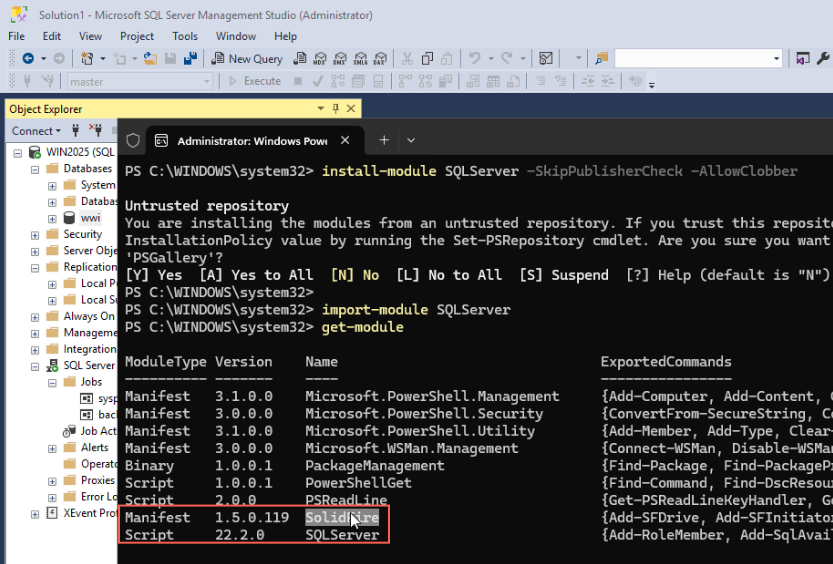 Solution1 - Microsoft SQL Server Management Studio (Administrator)
File Edit View Project Tools Window Help
New Query MDX DMX XMLA DAX
master Execute
Object Explorer
Connect
WIN2025 (SQL
Databases
System
Databas
wwi
Security
Server Obje
Replication
Local P
Local Su
Always On
Manageme
Integration
SQL Server
Jobs
sysp
back
Job Act
Alerts
Operato
Proxies
Error Lo
XEvent Prof
Administrator: Windows Powe
PS C:\WINDOWS\system32> install-module SQLServer -SkipPublisherCheck -AllowClobber
Untrusted repository
You are installing the modules from an untrusted repository. If you trust this reposito
InstallationPolicy value by running the Set-PSRepository cmdlet. Are you sure you want
'PSGallery'?
[Y] Yes [A] Yes to All [N] No [L] No to All [S] Suspend [?] Help (default is "N")
PS C:\WINDOWS\system32>
PS C:\WINDOWS\system32> import-module SQLServer
PS C:\WINDOWS\system32> get-module
ModuleType Version Name ExportedCommands
---------- ------- ---- ----------------
Manifest 3.1.0.0 Microsoft.PowerShell.Management {Add-Computer, Add-Content, C
Manifest 3.0.0.0 Microsoft.PowerShell.Security {ConvertFrom-SecureString, Co
Manifest 3.1.0.0 Microsoft.PowerShell.Utility {Add-Member, Add-Type, Clear-
Manifest 3.0.0.0 Microsoft.WSMan.Management {Connect-WSMan, Disable-WSMan
Binary 1.0.0.1 PackageManagement {Find-Package, Find-PackagePr
Script 1.0.0.1 PowerShellGet {Find-Command, Find-DscResour
Script 2.0.0 PSReadLine {Get-PSReadLineKeyHandler, Ge
Manifest 1.5.0.119 SolidFire {Add-SFDrive, Add-SFInitiator
Script 22.2.0 SQLServer {Add-RoleMember, Add-SqlAvail